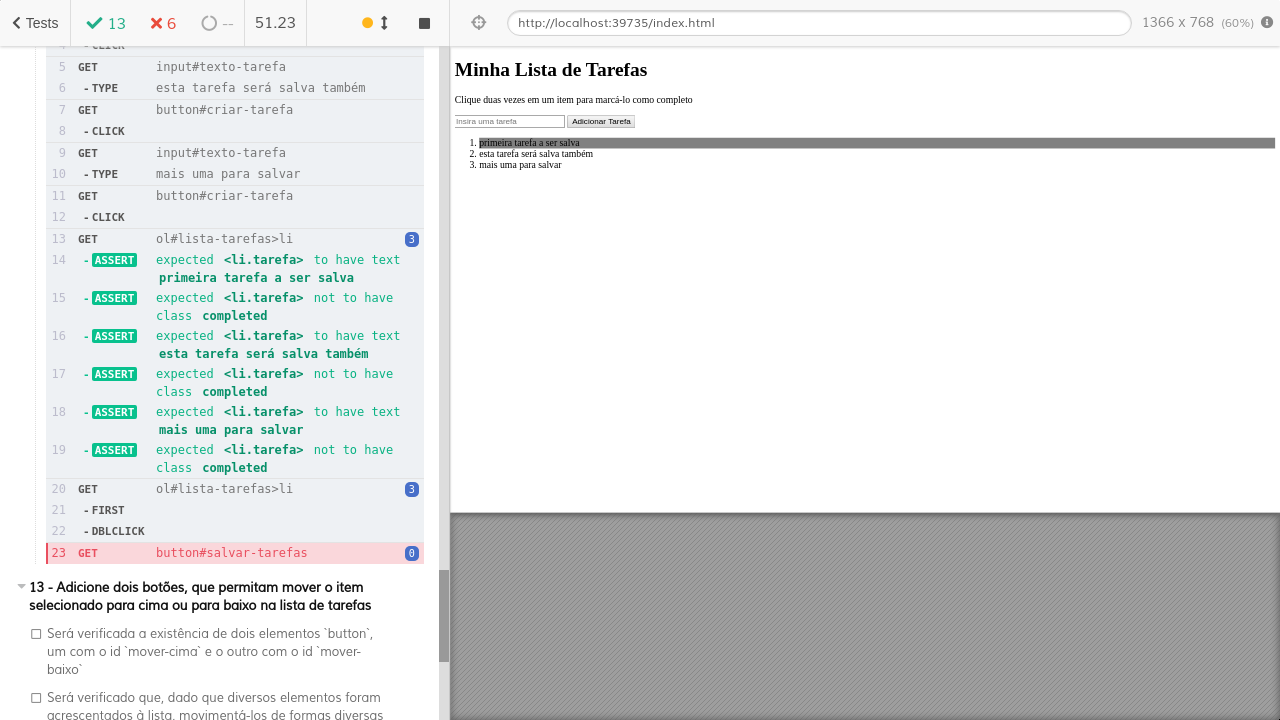 Tests
13
6
--
51.23
http://localhost:39735/index.html
1366 x 768 (60%)
4 - CLICK
5 GET input#texto-tarefa
6 - TYPE esta tarefa será salva também
7 GET button#criar-tarefa
8 - CLICK
9 GET input#texto-tarefa
10 - TYPE mais uma para salvar
11 GET button#criar-tarefa
12 - CLICK
13 GET ol#lista-tarefas>li 3
14 - ASSERT expected <li.tarefa> to have text
primeira tarefa a ser salva
15 - ASSERT expected <li.tarefa> not to have
class completed
16 - ASSERT expected <li.tarefa> to have text
esta tarefa será salva também
17 - ASSERT expected <li.tarefa> not to have
class completed
18 - ASSERT expected <li.tarefa> to have text
mais uma para salvar
19 - ASSERT expected <li.tarefa> not to have
class completed
20 GET ol#lista-tarefas>li 3
21 - FIRST
22 - DBLCLICK
23 GET button#salvar-tarefas 0
13 - Adicione dois botões, que permitam mover o item
selecionado para cima ou para baixo na lista de tarefas
Será verificada a existência de dois elementos `button`,
um com o id `mover-cima` e o outro com o id `mover-
baixo`
Será verificado que, dado que diversos elementos foram
acrescentados à lista, movimentá-los de formas diversas
Minha Lista de Tarefas
Clique duas vezes em um item para marcá-lo como completo
Insira uma tarefa
Adicionar Tarefa
1. primeira tarefa a ser salva
2. esta tarefa será salva também
3. mais uma para salvar